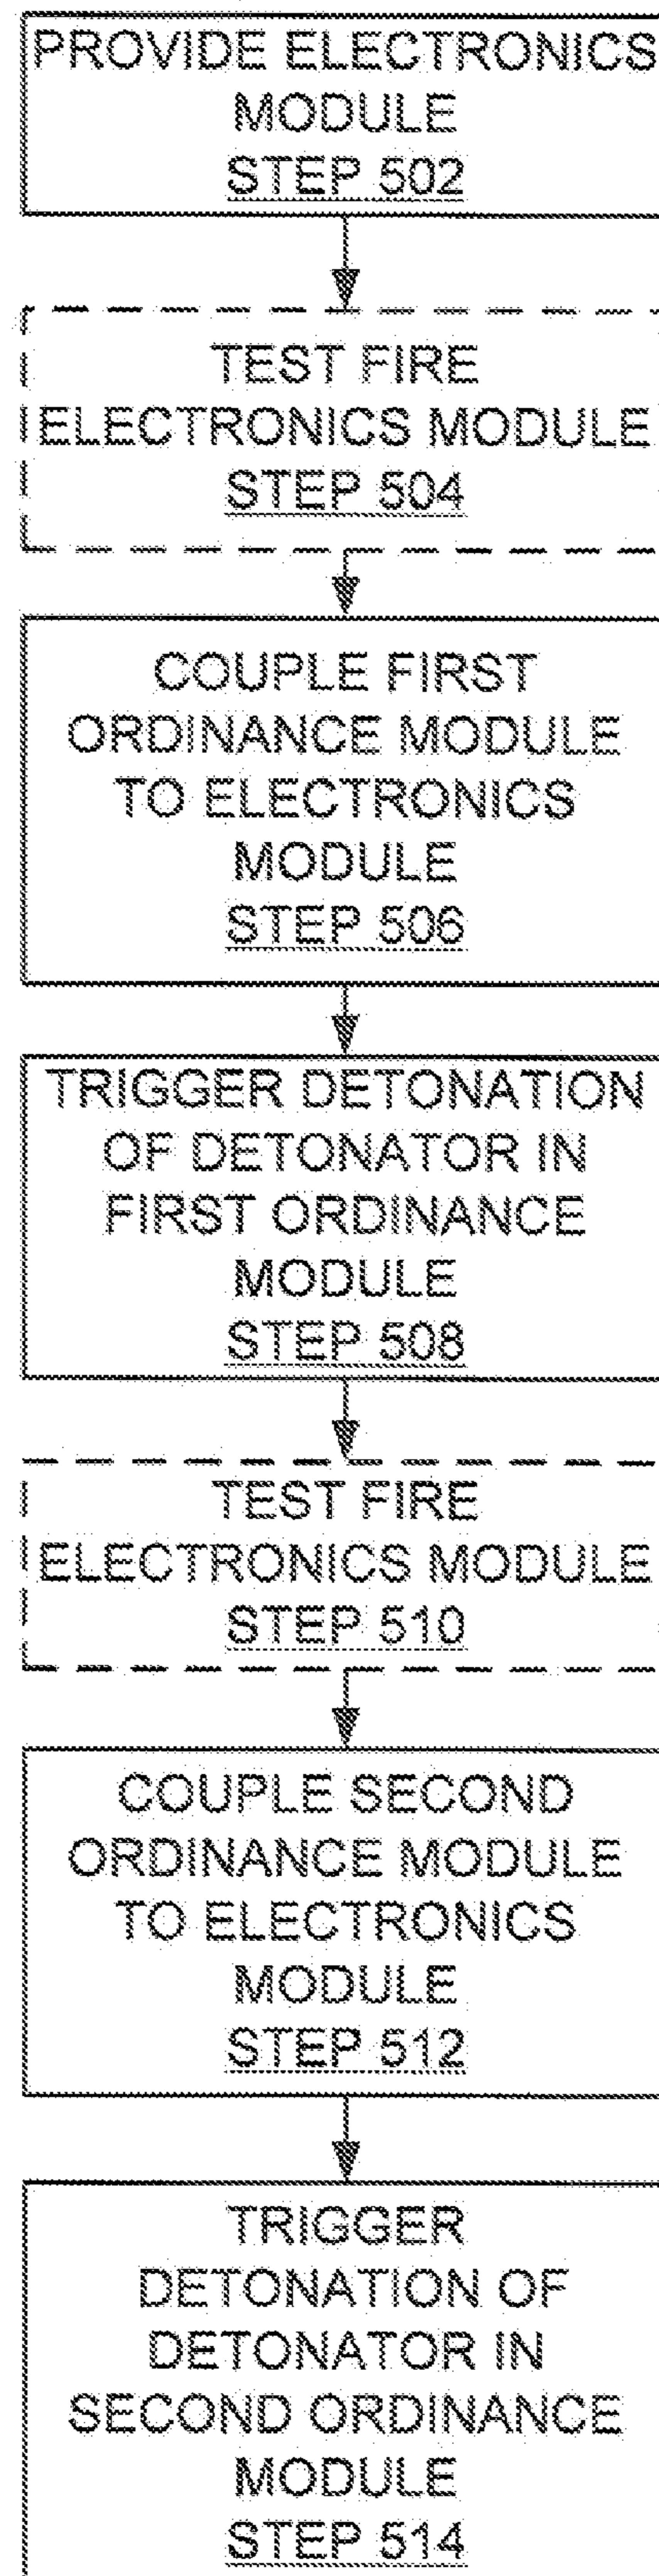 PROVIDE ELECTRONICS
MODULE
STEP 502
TEST FIRE
ELECTRONICS MODULE
STEP 504
COUPLE FIRST
ORDINANCE MODULE
TO ELECTRONICS
MODULE
STEP 506
TRIGGER DETONATION
OF DETONATOR IN
FIRST ORDINANCE
MODULE
STEP 508
TEST FIRE
ELECTRONICS MODULE
STEP 510
COUPLE SECOND
ORDINANCE MODULE
TO ELECTRONICS
MODULE
STEP 512
TRIGGER
DETONATION OF
DETONATOR IN
SECOND ORDINANCE
MODULE
STEP 514